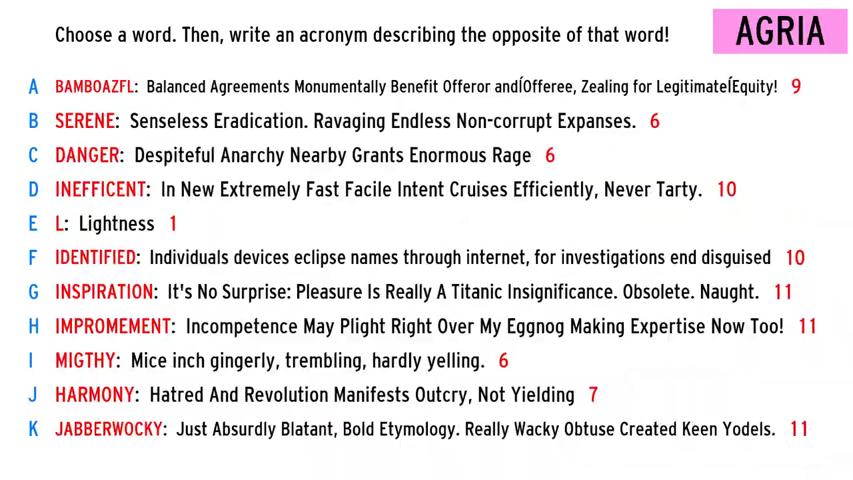 Choose a word. Then, write an acronym describing the opposite of that word!
AGRIA
A BAMBOAZFL: Balanced Agreements Monumentally Benefit Offeror andÍOfferee, Zealing for LegitimateÍEquity! 9
B SERENE: Senseless Eradication. Ravaging Endless Non-corrupt Expanses. 6
C DANGER: Despiteful Anarchy Nearby Grants Enormous Rage 6
D INEFFICENT: In New Extremely Fast Facile Intent Cruises Efficiently, Never Tarty. 10
E L: Lightness 1
F IDENTIFIED: Individuals devices eclipse names through internet, for investigations end disguised 10
G INSPIRATION: It's No Surprise: Pleasure Is Really A Titanic Insignificance. Obsolete. Naught. 11
H IMPROMEMENT: Incompetence May Plight Right Over My Eggnog Making Expertise Now Too! 11
I MIGTHY: Mice inch gingerly, trembling, hardly yelling. 6
J HARMONY: Hatred And Revolution Manifests Outcry, Not Yielding 7
K JABBERWOCKY: Just Absurdly Blatant, Bold Etymology. Really Wacky Obtuse Created Keen Yodels. 11